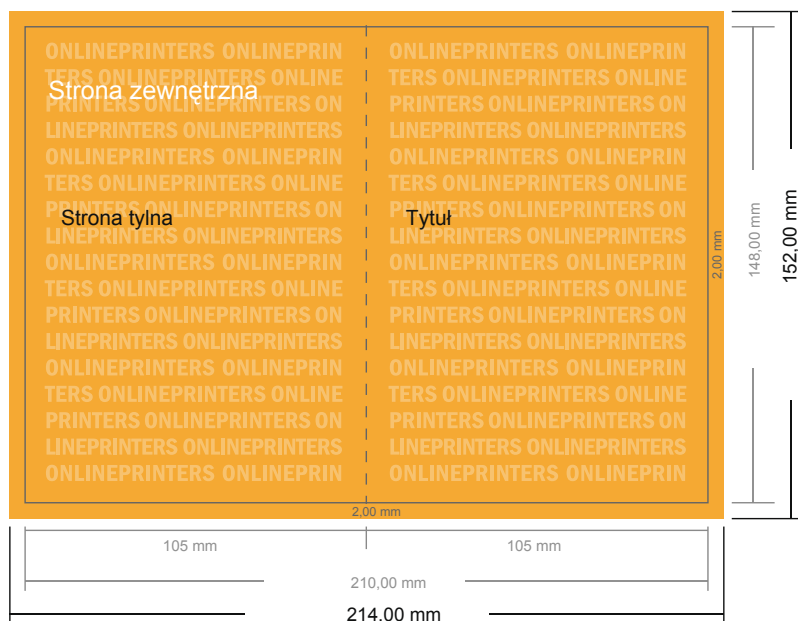 ONLINEPRINTERS ONLINEPRIN
TERS ONLINEPRINTERS ONLINE
Strona zewnętrzna
PRINTERS ONLINEPRINTERS ON
LINEPRINTERS ONLINEPRINTERS
ONLINEPRINTERS ONLINEPRIN
TERS ONLINEPRINTERS ONLINE
PRINTERS ONLINEPRINTERS ON
Strona tylna
LINEPRINTERS ONLINEPRINTERS
ONLINEPRINTERS ONLINEPRIN
TERS ONLINEPRINTERS ONLINE
PRINTERS ONLINEPRINTERS ON
LINEPRINTERS ONLINEPRINTERS
ONLINEPRINTERS ONLINEPRIN
TERS ONLINEPRINTERS ONLINE
PRINTERS ONLINEPRINTERS ON
LINEPRINTERS ONLINEPRINTERS
ONLINEPRINTERS ONLINEPRIN
ONLINEPRINTERS ONLINEPRIN
TERS ONLINEPRINTERS ONLINE
PRINTERS ONLINEPRINTERS ON
LINEPRINTERS ONLINEPRINTERS
ONLINEPRINTERS ONLINEPRIN
TERS ONLINEPRINTERS ONLINE
PRINTERS ONLINEPRINTERS ON
Tytuł
LINEPRINTERS ONLINEPRINTERS
ONLINEPRINTERS ONLINEPRIN
TERS ONLINEPRINTERS ONLINE
PRINTERS ONLINEPRINTERS ON
LINEPRINTERS ONLINEPRINTERS
ONLINEPRINTERS ONLINEPRIN
TERS ONLINEPRINTERS ONLINE
PRINTERS ONLINEPRINTERS ON
LINEPRINTERS ONLINEPRINTERS
ONLINEPRINTERS ONLINEPRIN
2,00 mm
148,00 mm
152,00 mm
2,00 mm
105 mm
105 mm
210,00 mm
214,00 mm